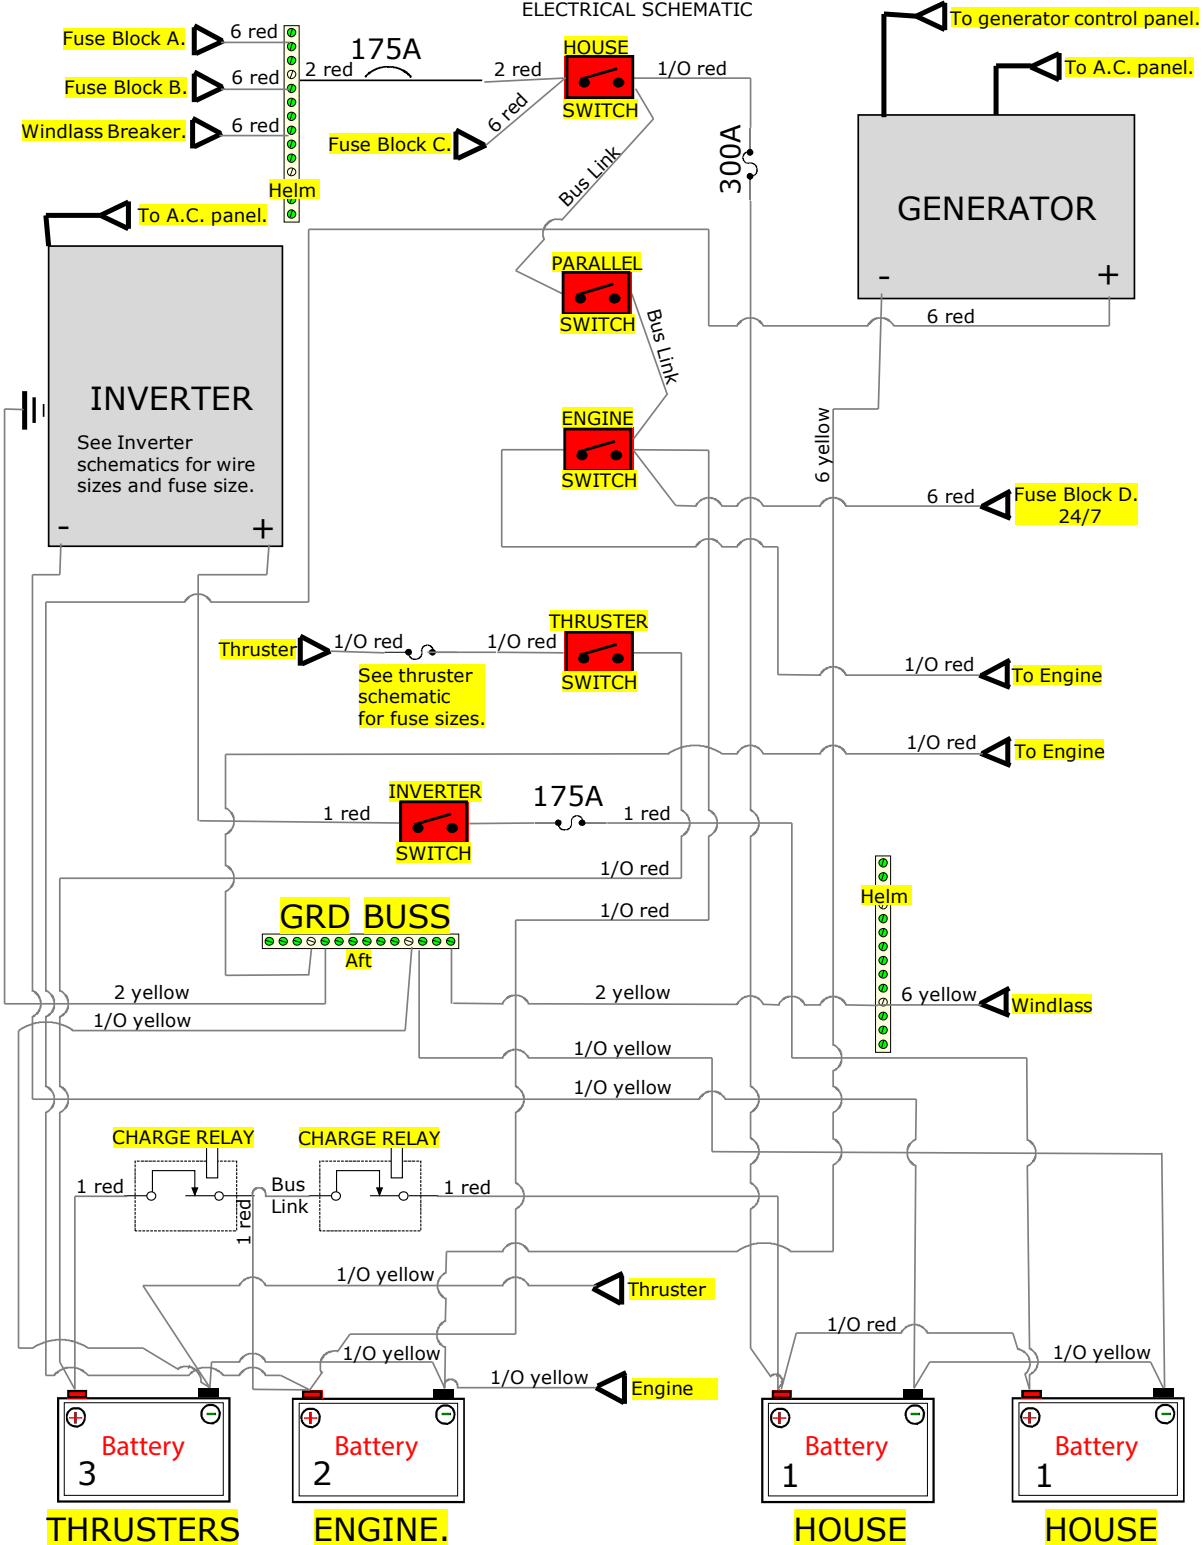 ELECTRICAL SCHEMATIC
To generator control panel.
To A.C. panel.
Fuse Block A.
6 red
Fuse Block B.
6 red
Windlass Breaker.
6 red
Helm
2 red
175A
2 red
6 red
Fuse Block C.
HOUSE
SWITCH
1/O red
300A
Bus Link
GENERATOR
-
+
6 red
To A.C. panel.
INVERTER
See Inverter
schematics for wire
sizes and fuse size.
-
+
PARALLEL
SWITCH
Bus Link
ENGINE
SWITCH
6 yellow
6 red
Fuse Block D.
24/7
Thruster
1/O red
1/O red
THRUSTER
SWITCH
See thruster
schematic
for fuse sizes.
1/O red
To Engine
1/O red
To Engine
1 red
INVERTER
SWITCH
175A
1 red
1/O red
1/O red
GRD BUSS
Aft
Helm
2 yellow
2 yellow
6 yellow
Windlass
1/O yellow
1/O yellow
1/O yellow
CHARGE RELAY
CHARGE RELAY
1 red
Bus
Link
1 red
1 red
1/O yellow
Thruster
1/O red
1/O yellow
1/O yellow
1/O yellow
Engine
+
-
Battery
3
THRUSTERS
+
-
Battery
2
ENGINE.
+
-
Battery
1
HOUSE
+
-
Battery
1
HOUSE